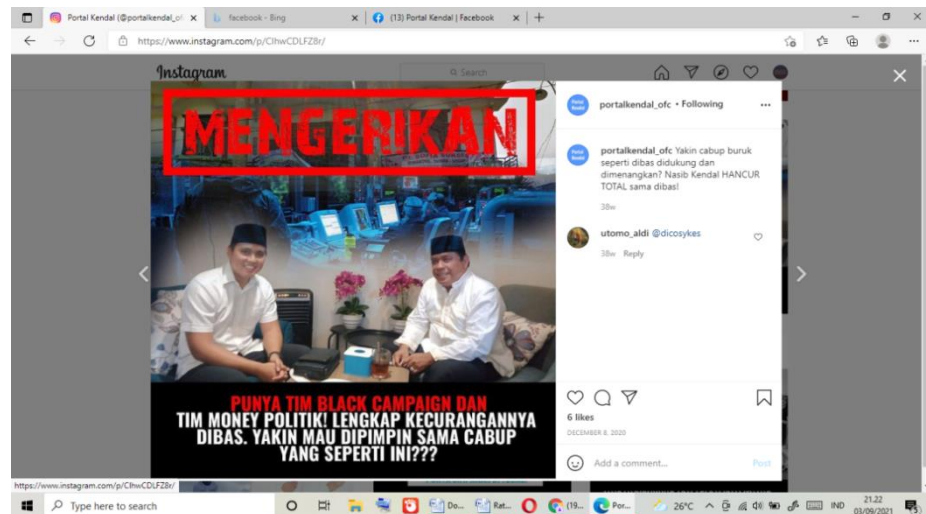 Portal Kendal (@portalkendal_of
facebook - Bing
(13) Portal Kendal | Facebook
https://www.instagram.com/p/CIhwCDLFZ8r/
Instagram
Search
MENGERIKAN
PUNYA TIM BLACK CAMPAIGN DAN
TIM MONEY POLITIK! LENGKAP KECURANGANNYA
DIBAS. YAKIN MAU DIPIMPIN SAMA CABUP
YANG SEPERTI INI???
portalkendal_ofc • Following
portalkendal_ofc Yakin cabup buruk
seperti dibas didukung dan
dimenangkan? Nasib Kendal HANCUR
TOTAL sama dibas!
38w
utomo_aldi @dicosykes
38w Reply
6 likes
DECEMBER 8, 2020
Add a comment...
Post
https://www.instagram.com/p/CIhwCDLFZ8r/
Type here to search
Do...
Rat...
(19...
Por...
26°C
IND
21.22
03/09/2021